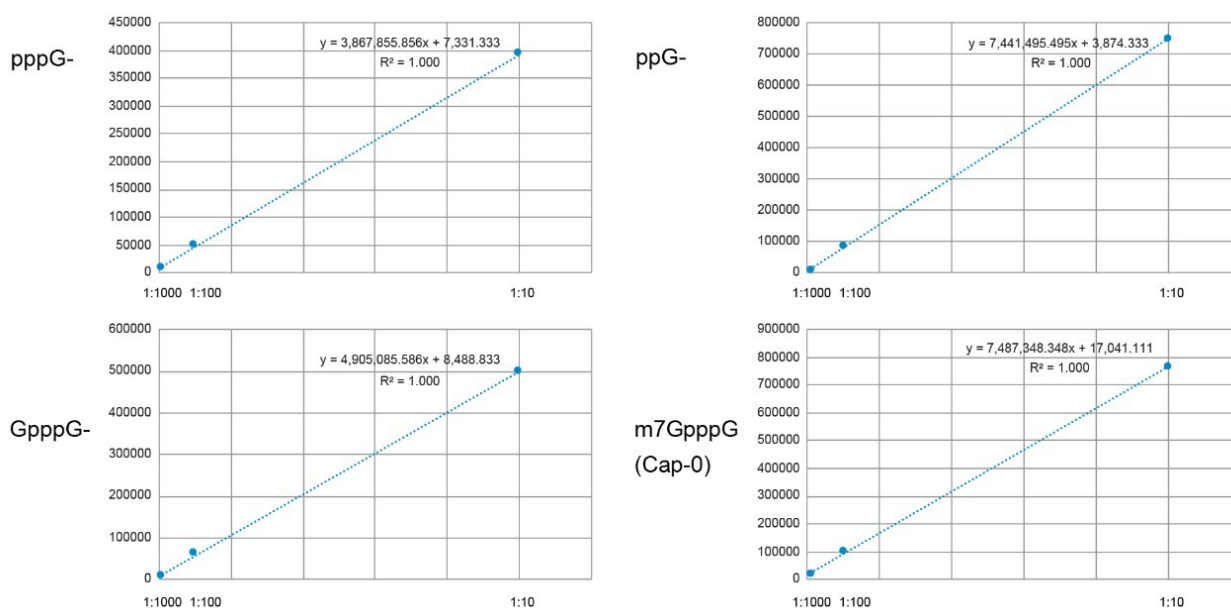 pppG-
450000
400000
350000
300000
250000
200000
150000
100000
50000
0
y = 3,867,855.856x + 7,331.333
R² = 1.000
1:1000 1:100 1:10
ppG-
800000
700000
600000
500000
400000
300000
200000
100000
0
y = 7,441,495.495x + 3,874.333
R² = 1.000
1:1000 1:100 1:10
GpppG-
600000
500000
400000
300000
200000
100000
0
y = 4,905,085.586x + 8,488.833
R² = 1.000
1:1000 1:100 1:10
m7GpppG
(Cap-0)
900000
800000
700000
600000
500000
400000
300000
200000
100000
0
y = 7,487,348.348x + 17,041.111
R² = 1.000
1:1000 1:100 1:10